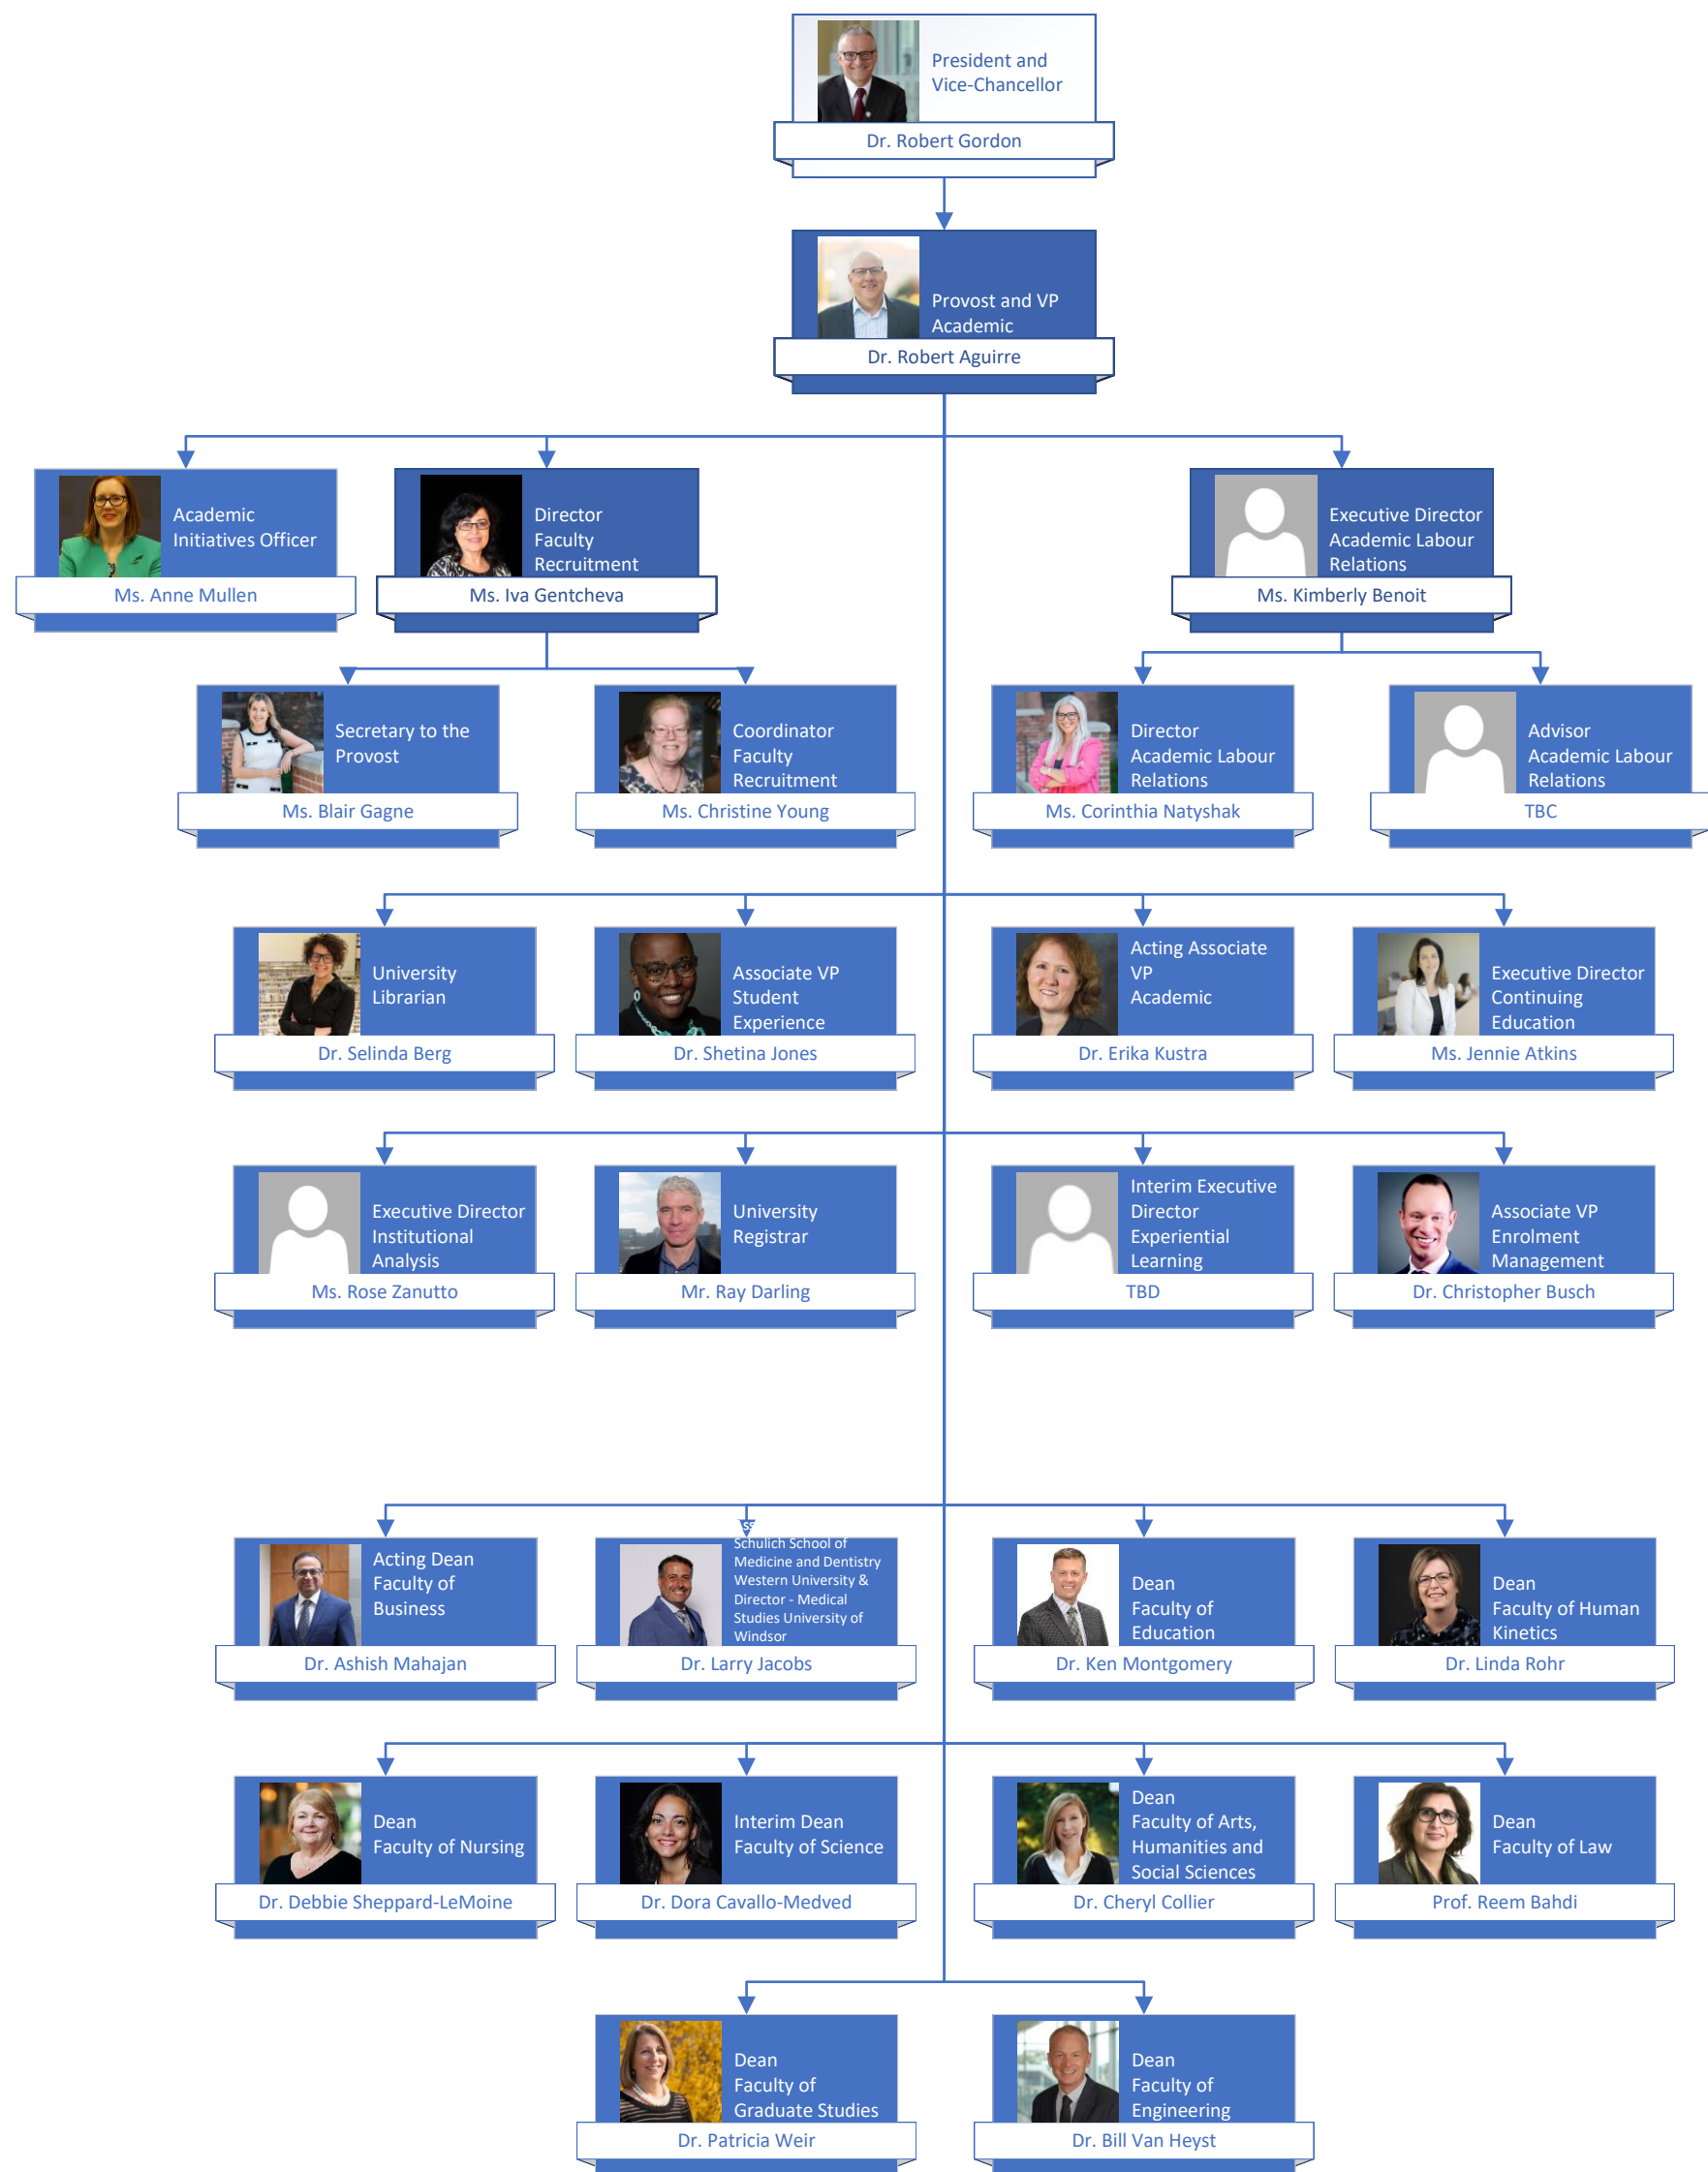 President and
Vice-Chancellor
Dr. Robert Gordon
Provost and VP
Academic
Dr. Robert Aguirre
Academic
Initiatives Officer
Ms. Anne Mullen
Director
Faculty
Recruitment
Ms. Iva Gentcheva
Executive Director
Academic Labour
Relations
Ms. Kimberly Benoit
Secretary to the
Provost
Ms. Blair Gagne
Coordinator
Faculty
Recruitment
Ms. Christine Young
Director
Academic Labour
Relations
Ms. Corinthia Natyshak
Advisor
Academic Labour
Relations
TBC
University
Librarian
Dr. Selinda Berg
Associate VP
Student
Experience
Dr. Shetina Jones
Acting Associate
VP
Academic
Dr. Erika Kustra
Executive Director
Continuing
Education
Ms. Jennie Atkins
Executive Director
Institutional
Analysis
Ms. Rose Zanutto
University
Registrar
Mr. Ray Darling
Interim Executive
Director
Experiential
Learning
TBD
Associate VP
Enrolment
Management
Dr. Christopher Busch
Acting Dean
Faculty of
Business
Dr. Ashish Mahajan
Schulich School of
Medicine and Dentistry
Western University &
Director - Medical
Studies University of
Windsor
Dr. Larry Jacobs
Dean
Faculty of
Education
Dr. Ken Montgomery
Dean
Faculty of Human
Kinetics
Dr. Linda Rohr
Dean
Faculty of Nursing
Dr. Debbie Sheppard-LeMoine
Interim Dean
Faculty of Science
Dr. Dora Cavallo-Medved
Dean
Faculty of Arts,
Humanities and
Social Sciences
Dr. Cheryl Collier
Dean
Faculty of Law
Prof. Reem Bahdi
Dean
Faculty of
Graduate Studies
Dr. Patricia Weir
Dean
Faculty of
Engineering
Dr. Bill Van Heyst